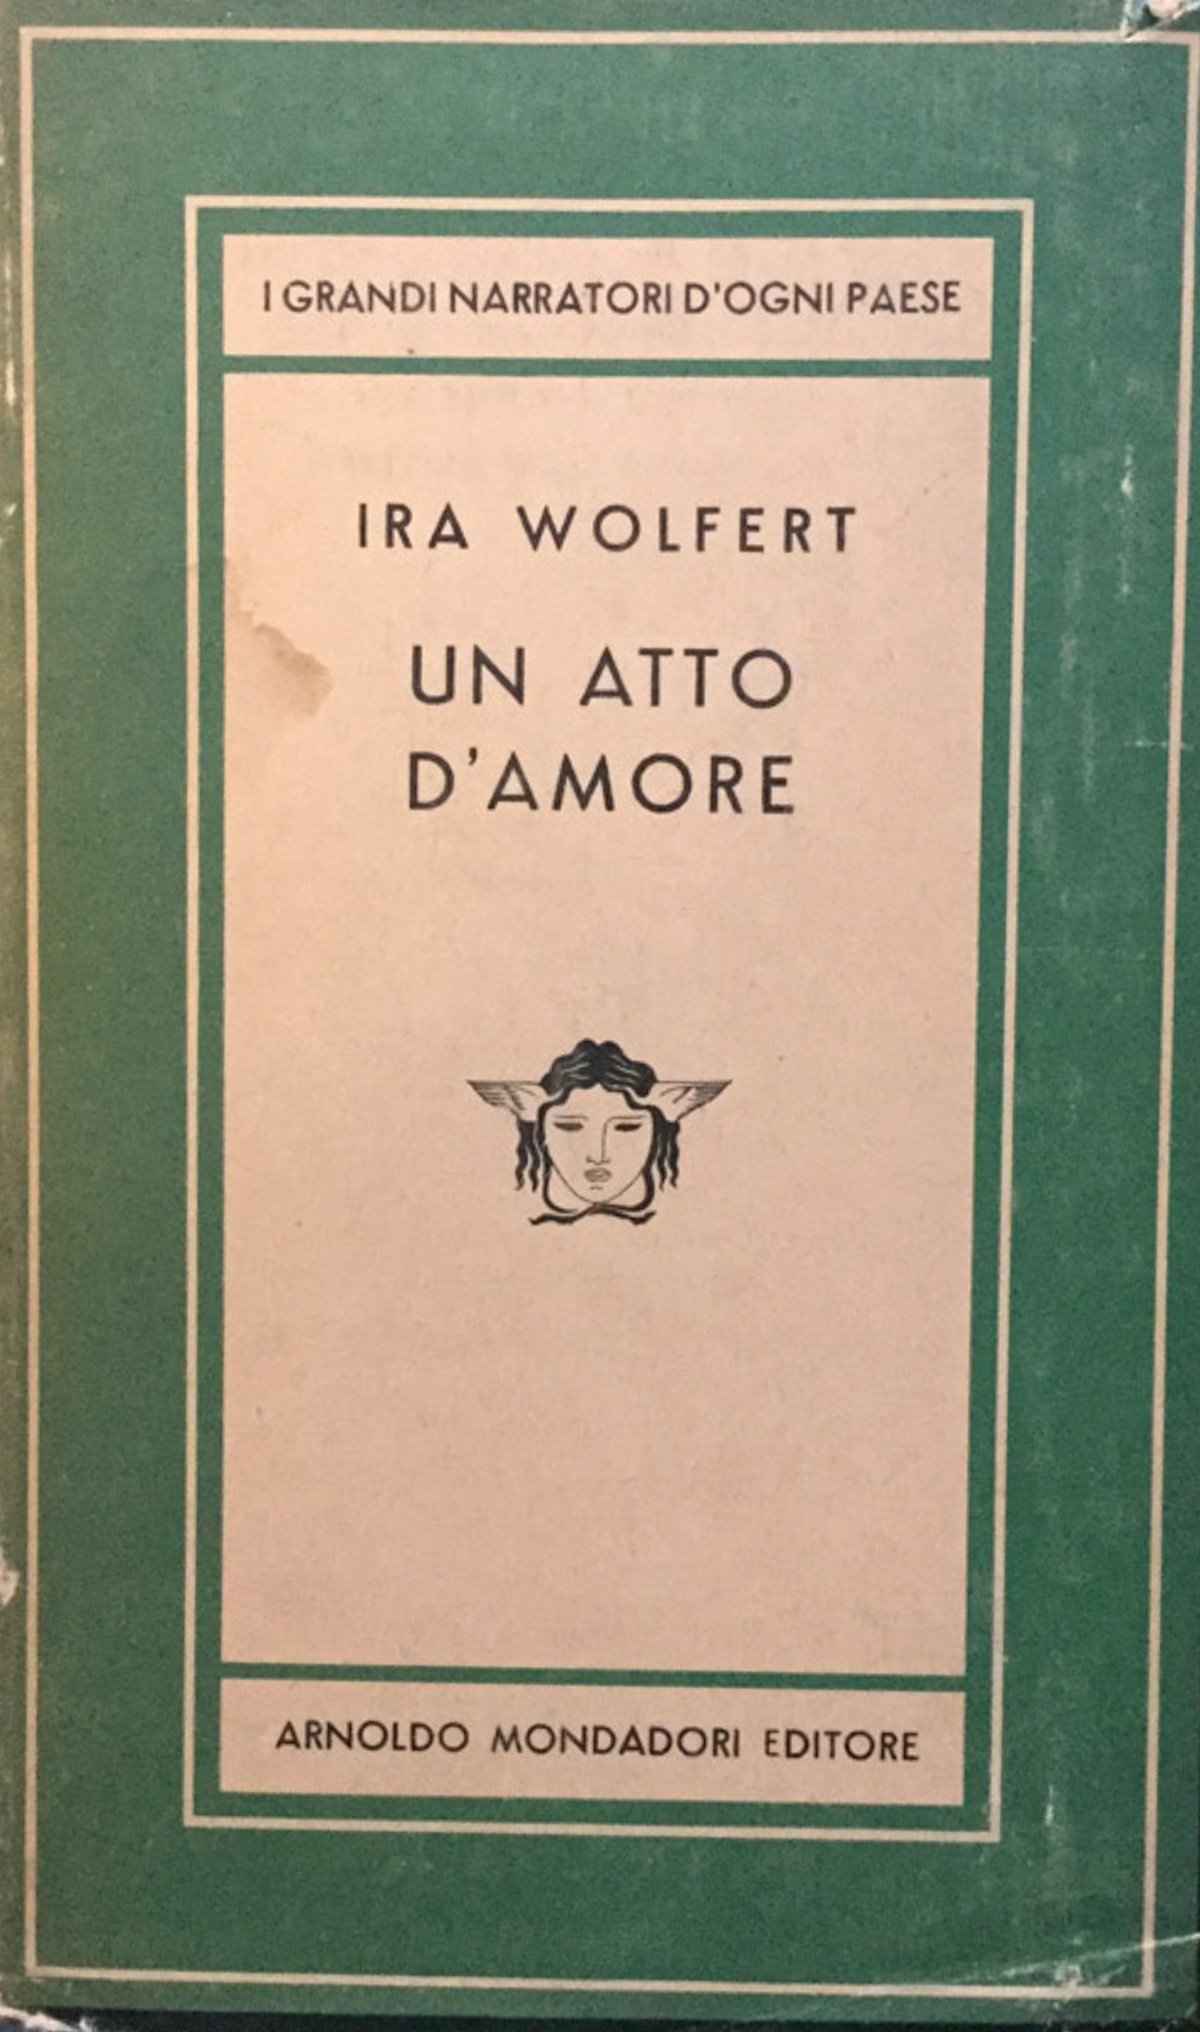 I GRANDI NARRATORI D'OGNI PAESE
IRA WOLFERT
UN ATTO
D'AMORE
ARNOLDO MONDADORI EDITORE